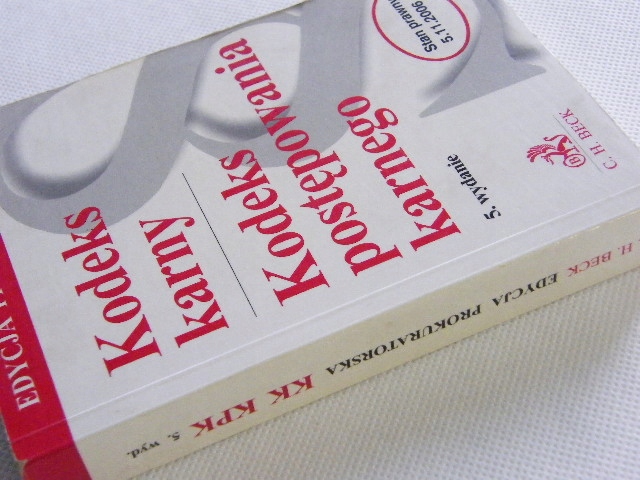 EDYCJA
Kodeks
karny
Kodeks
postępowania
karnego
5. wydanie
Stan prawny
5.11.2006
C. H. BECK
H. BECK EDYCJA PROKURATORSKA KK KPK 5. wyd.